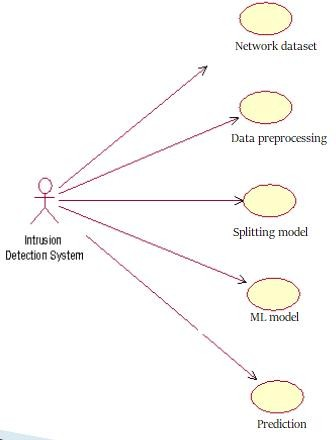 Network dataset
Data preprocessing
Splitting model
Intrusion
Detection System
ML model
Prediction